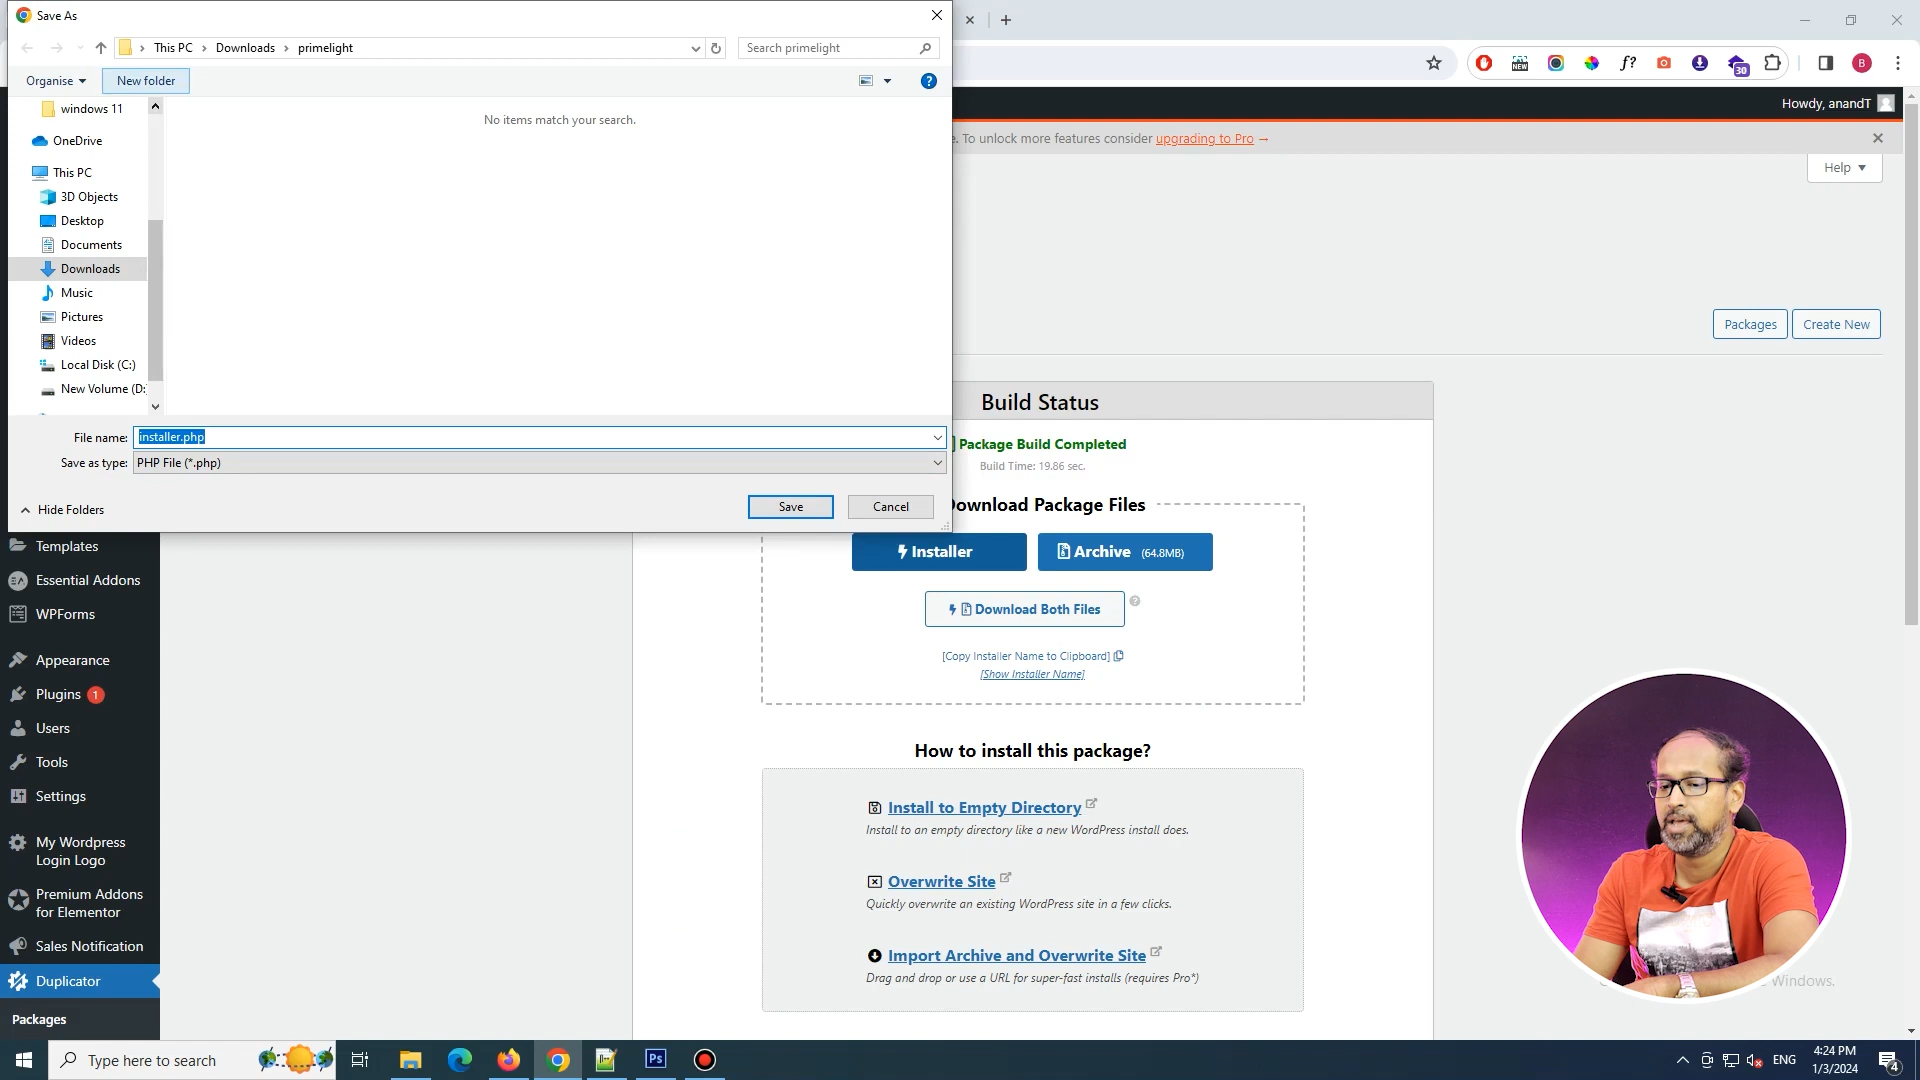 Save As
This PC
Downloads
primelight
Search primelight
Organise
New folder
windows 11
OneDrive
This PC
3D Objects
Desktop
Documents
Downloads
Music
Pictures
Videos
Local Disk (C:)
New Volume (D:
No items match your search.
File name:
installer.php
Save as type:
PHP File (*.php)
Hide Folders
Save
Cancel
NEW
f?
30
B
Howdy, anandT
e. To unlock more features consider upgrading to Pro →
Help
Packages
Create New
Build Status
Package Build Completed
Build Time: 19.86 sec.
Download Package Files
Installer
Archive (64.8MB)
Download Both Files
[Copy Installer Name to Clipboard]
[Show Installer Name]
How to install this package?
Install to Empty Directory
Install to an empty directory like a new WordPress install does.
Overwrite Site
Quickly overwrite an existing WordPress site in a few clicks.
Import Archive and Overwrite Site
Drag and drop or use a URL for super-fast installs (requires Pro*)
Templates
Essential Addons
WPForms
Appearance
Plugins 1
Users
Tools
Settings
My Wordpress
Login Logo
Premium Addons
for Elementor
Sales Notification
Duplicator
Packages
Windows.
Type here to search
Ps
ENG
4:24 PM
1/3/2024
4